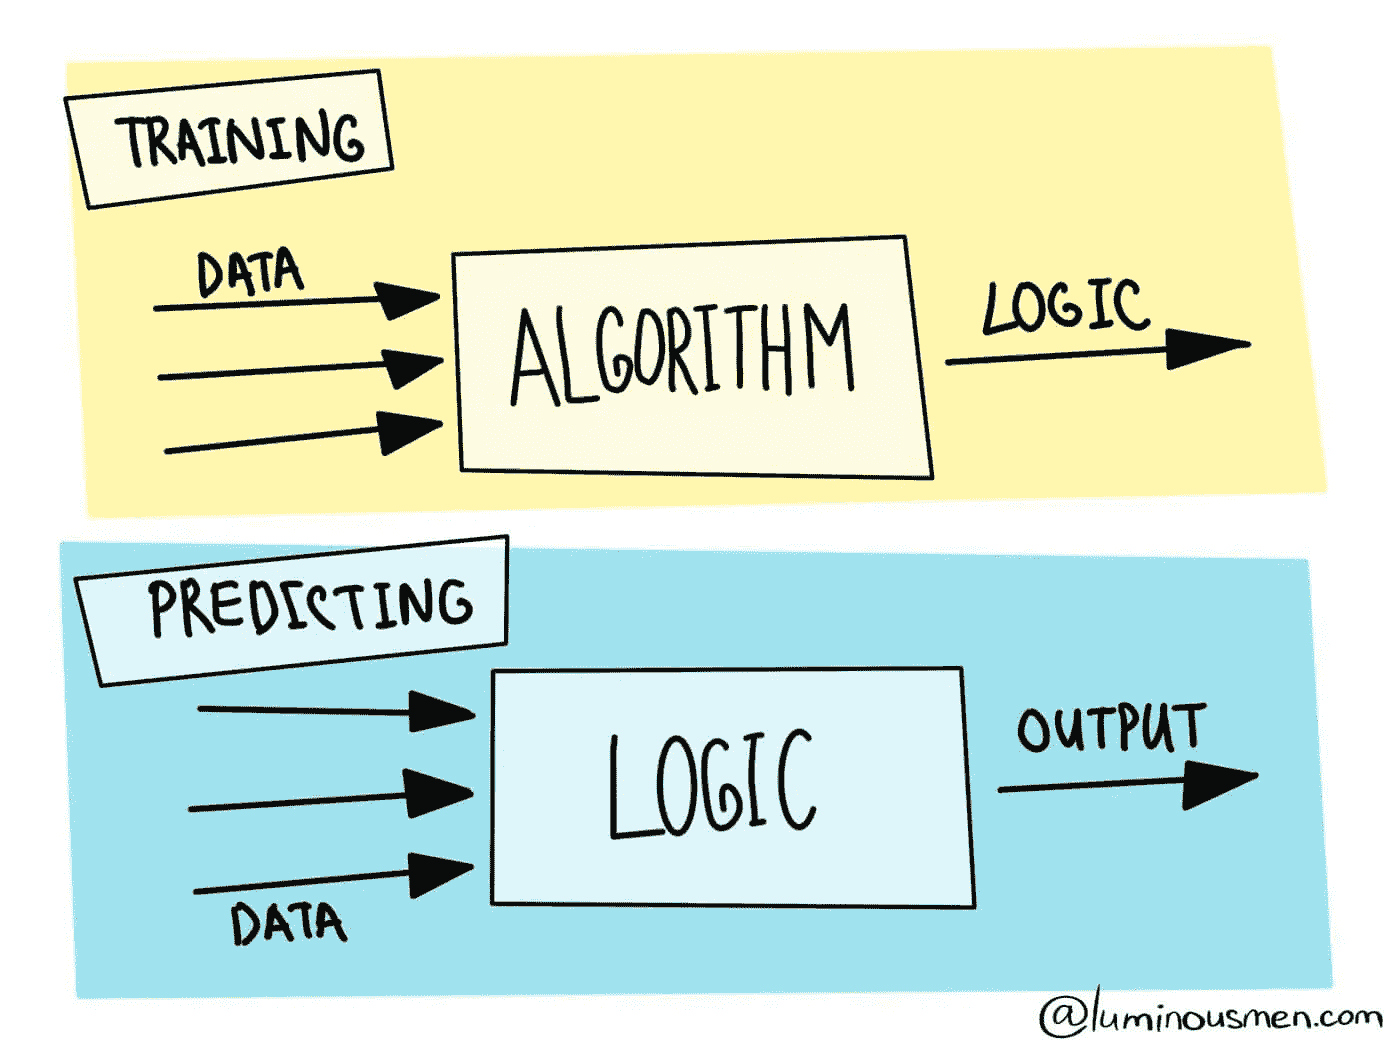 TRAINING
DATA
ALGORITHM
LOGIC
PREDICTING
LOGIC
OUTPUT
DATA
@luminousmen.com